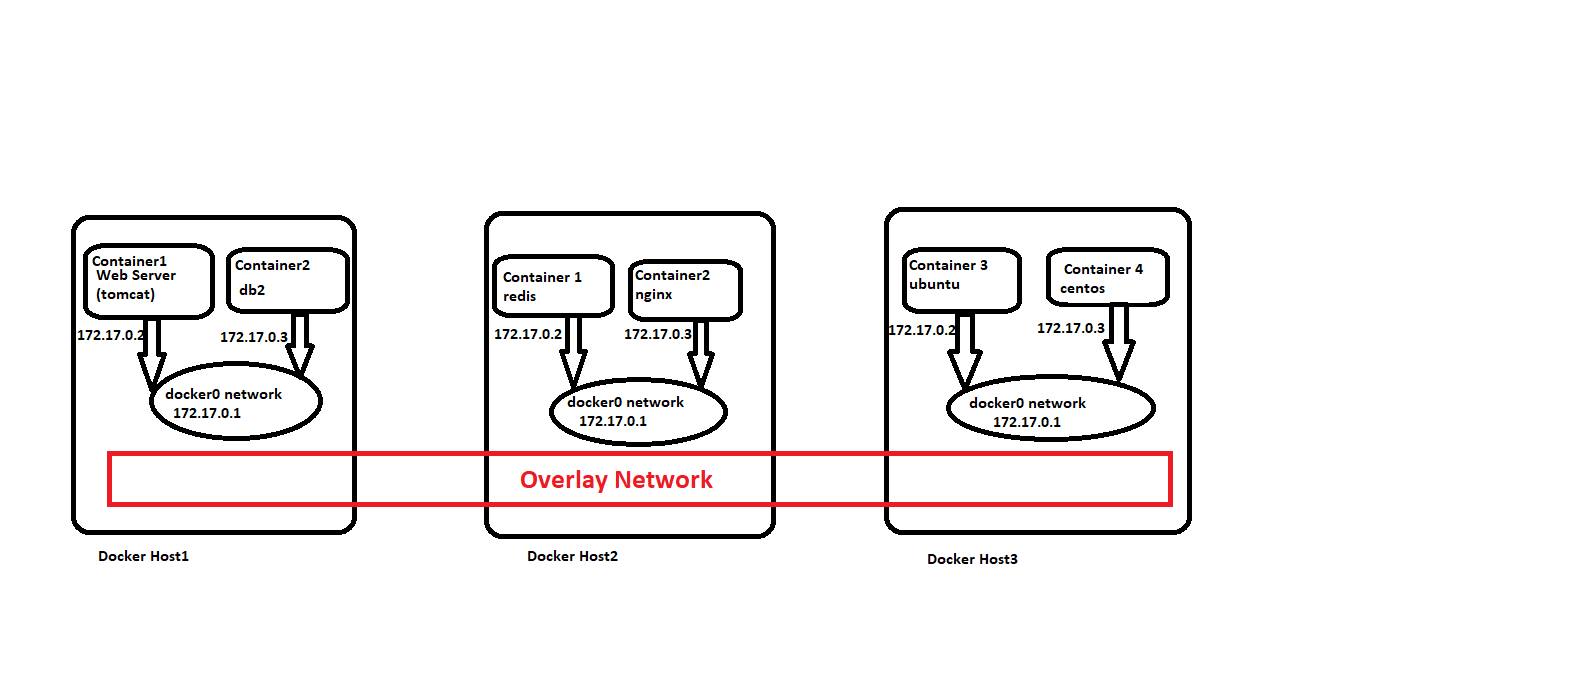 Container1
Web Server
(tomcat)
Container2
db2
172.17.0.2
172.17.0.3
docker0 network
172.17.0.1
Container 1
redis
Container2
nginx
172.17.0.2
172.17.0.3
docker0 network
172.17.0.1
Container 3
ubuntu
Container 4
centos
172.17.0.2
172.17.0.3
docker0 network
172.17.0.1
Overlay Network
Docker Host1
Docker Host2
Docker Host3